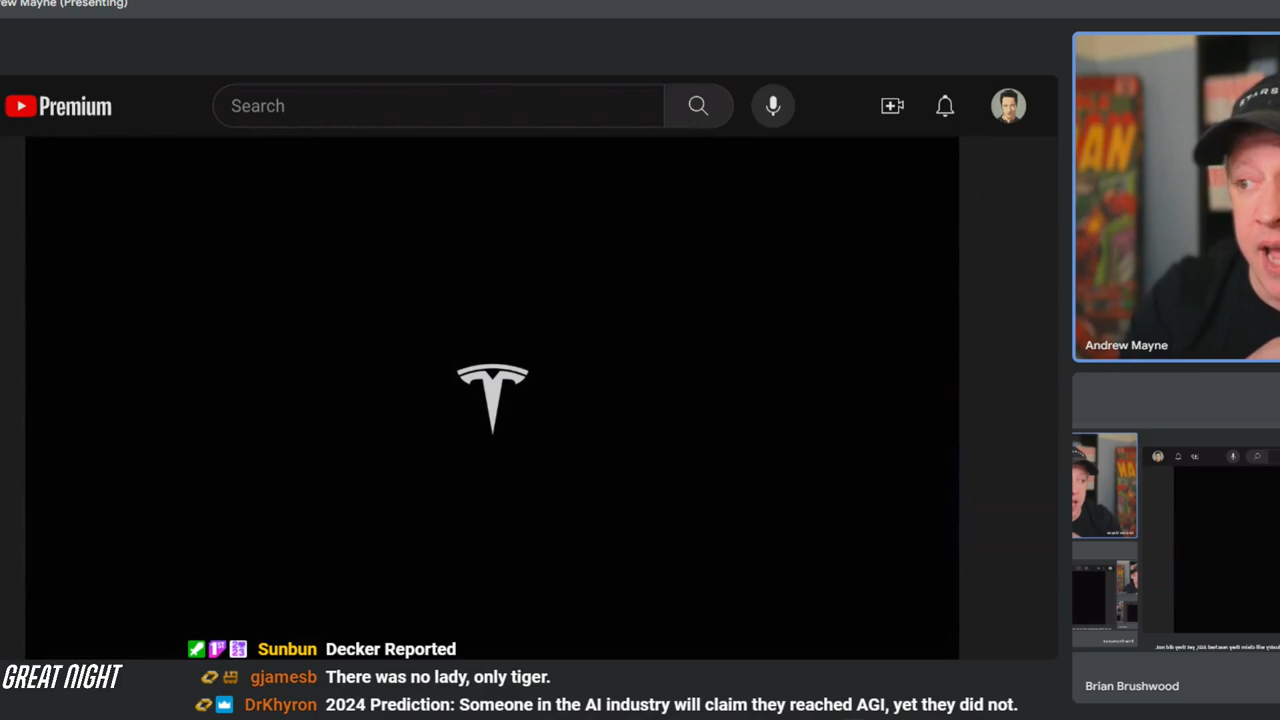 ew Mayne (Presenting)
Premium
Search
STARS
MAN
Andrew Mayne
Sunbun Decker Reported
gjamesb There was no lady, only tiger.
GREAT NIGHT
DrKhyron 2024 Prediction: Someone in the AI industry will claim they reached AGI, yet they did not.
Brian Brushwood